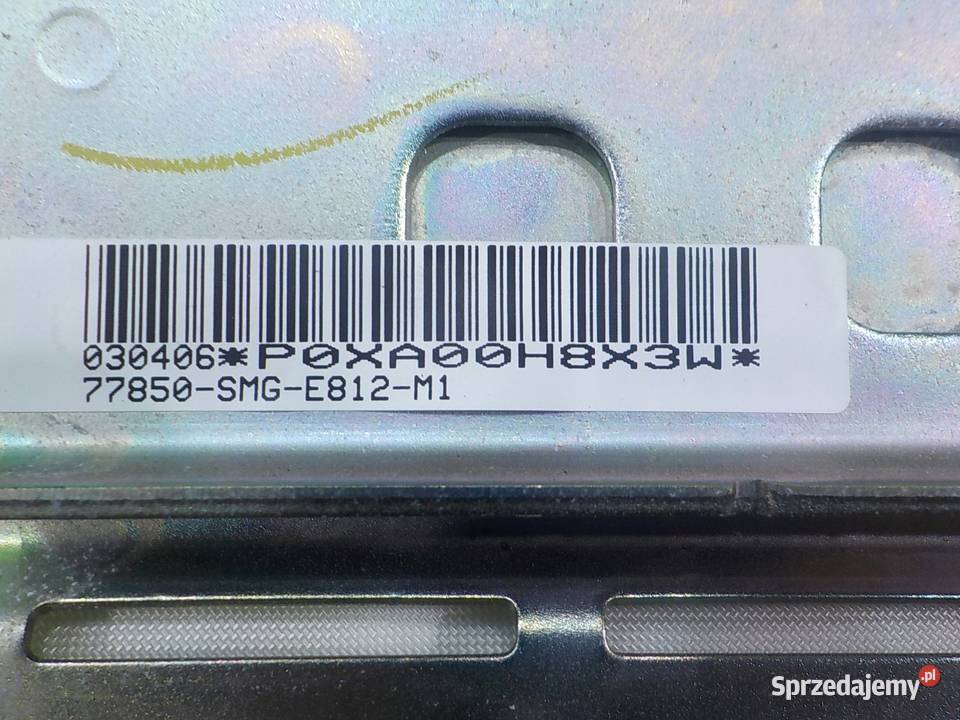 030406*P0XA00H8X3W*
77850-SMG-E812-M1
Sprzedajemy.pl